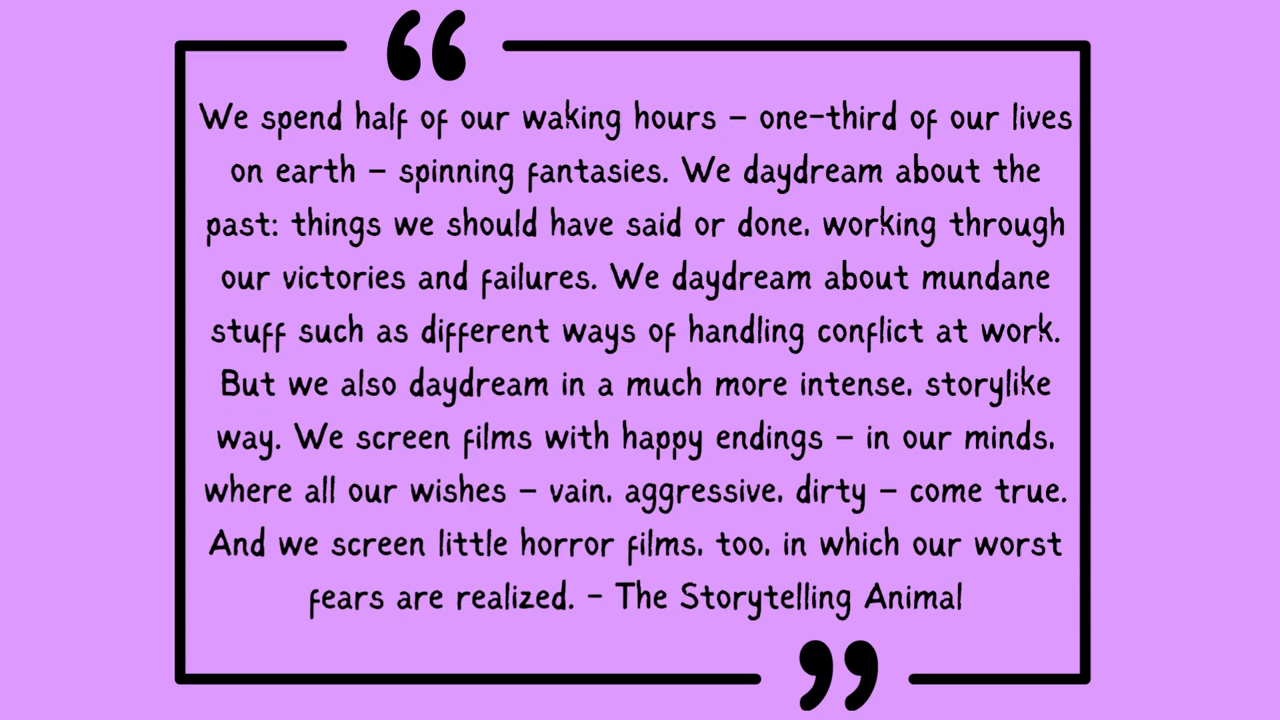 “
We spend half of our waking hours – one-third of our lives
on earth – spinning fantasies. We daydream about the
past: things we should have said or done, working through
our victories and failures. We daydream about mundane
stuff such as different ways of handling conflict at work.
But we also daydream in a much more intense, storylike
way. We screen films with happy endings – in our minds,
where all our wishes – vain, aggressive, dirty – come true.
And we screen little horror films, too, in which our worst
fears are realized. - The Storytelling Animal
”